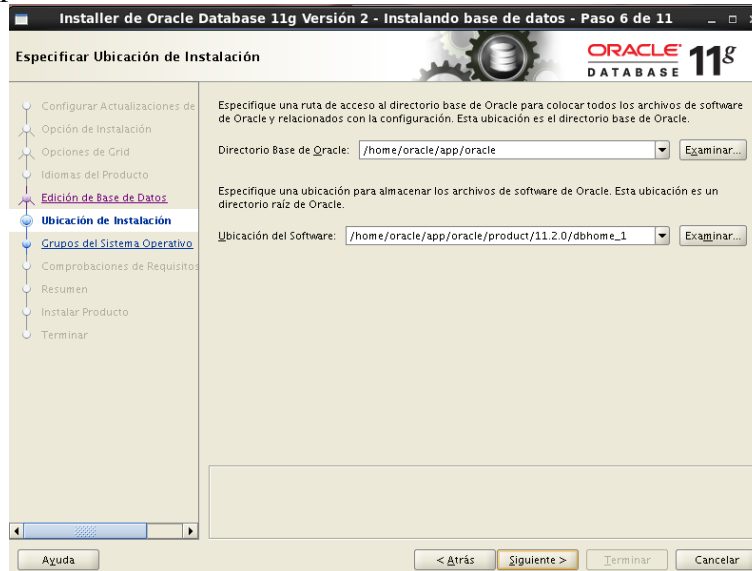 Installer de Oracle Database 11g Versión 2 - Instalando base de datos - Paso 6 de 11
Especificar Ubicación de Instalación
ORACLE
DATABASE
11g
Configurar Actualizaciones de
Opción de Instalación
Opciones de Grid
Idiomas del Producto
Edición de Base de Datos
Ubicación de Instalación
Grupos del Sistema Operativo
Comprobaciones de Requisitos
Resumen
Instalar Producto
Terminar
Especifique una ruta de acceso al directorio base de Oracle para colocar todos los archivos de software
de Oracle y relacionados con la configuración. Esta ubicación es el directorio base de Oracle.
Directorio Base de Oracle: /home/oracle/app/oracle Examinar...
Especifique una ubicación para almacenar los archivos de software de Oracle. Esta ubicación es un
directorio raíz de Oracle.
Ubicación del Software: /home/oracle/app/oracle/product/11.2.0/dbhome_1 Examinar...
Ayuda < Atrás Siguiente > Terminar Cancelar